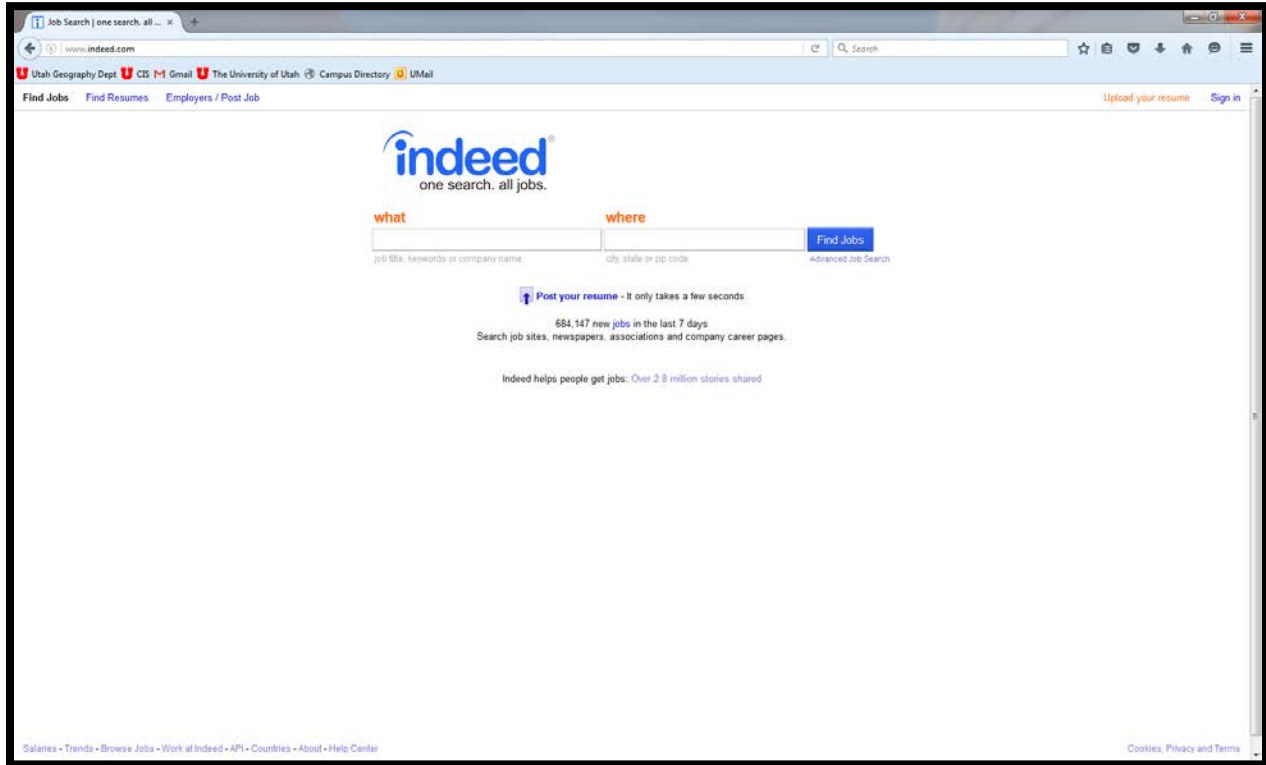 Job Search | one search. all ... × +
www.indeed.com Search
Utah Geography Dept CIS Gmail The University of Utah Campus Directory UMail
Find Jobs Find Resumes Employers / Post Job Upload your resume Sign in
indeed®
one search. all jobs.
what where
Find Jobs
job title, keywords or company name city, state or zip code Advanced Job Search
Post your resume - It only takes a few seconds
684,147 new jobs in the last 7 days
Search job sites, newspapers, associations and company career pages.
Indeed helps people get jobs: Over 2.8 million stories shared
Salaries - Trends - Browse Jobs - Work at Indeed - API - Countries - About - Help Center Cookies, Privacy and Terms